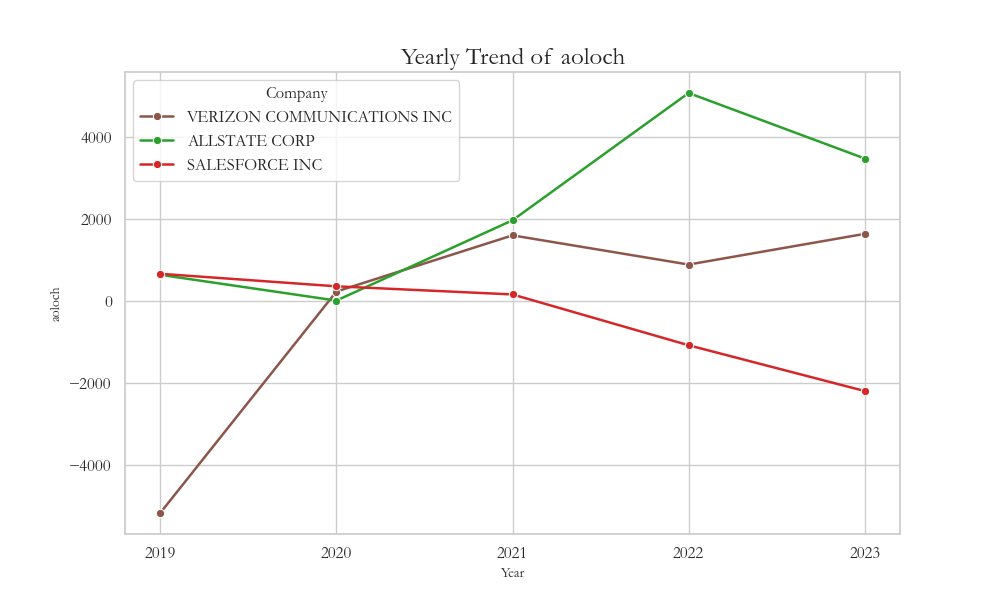 Yearly Trend of aoloch
Company
VERIZON COMMUNICATIONS INC
ALLSTATE CORP
SALESFORCE INC
aoloch
4000
2000
0
−2000
−4000
2019 2020 2021 2022 2023
Year